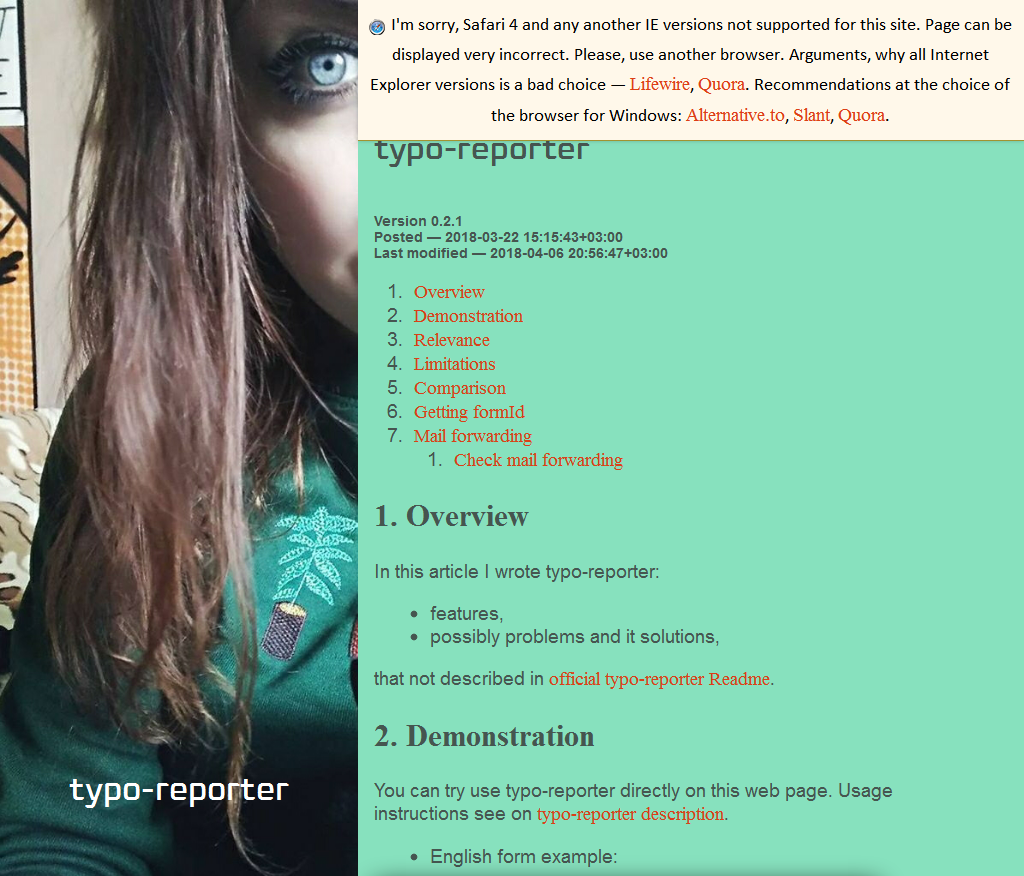 I'm sorry, Safari 4 and any another IE versions not supported for this site. Page can be
displayed very incorrect. Please, use another browser. Arguments, why all Internet
Explorer versions is a bad choice — Lifewire, Quora. Recommendations at the choice of
the browser for Windows: Alternative.to, Slant, Quora.
typo-reporter
Version 0.2.1
Posted — 2018-03-22 15:15:43+03:00
Last modified — 2018-04-06 20:56:47+03:00
1. Overview
2. Demonstration
3. Relevance
4. Limitations
5. Comparison
6. Getting formId
7. Mail forwarding
1. Check mail forwarding
1. Overview
In this article I wrote typo-reporter:
• features,
• possibly problems and it solutions,
that not described in official typo-reporter Readme.
2. Demonstration
You can try use typo-reporter directly on this web page. Usage
instructions see on typo-reporter description.
• English form example:
typo-reporter